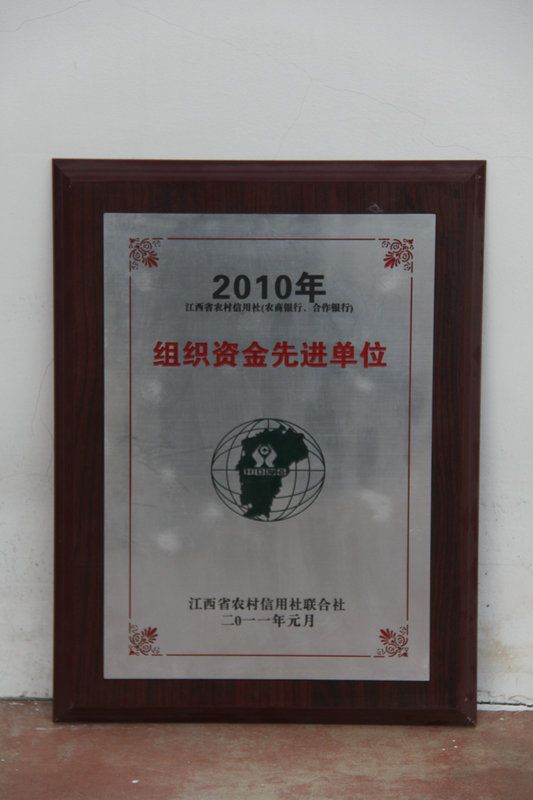 2010年
江西省农村信用社(农商银行、合作银行)
组织资金先进单位
江西省农村信用社联合社
二0一一年元月